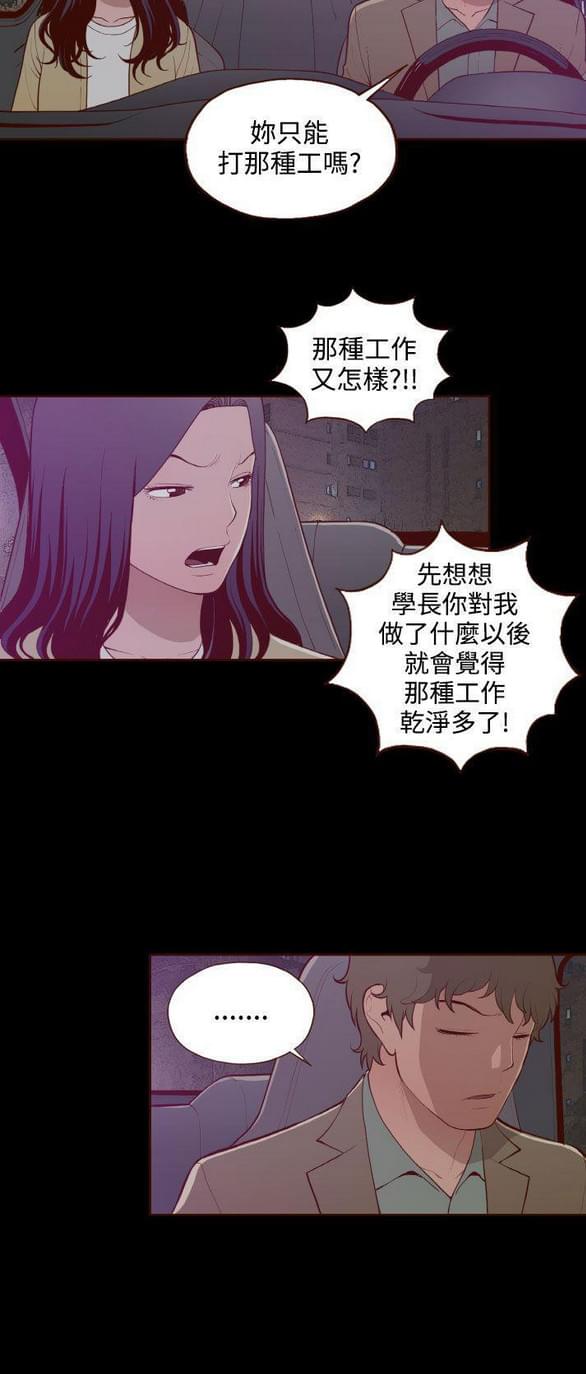 妳只能
打那種工嗎?
那種工作
又怎樣?!!
先想想
學長你對我
做了什麼以後
就會覺得
那種工作
乾淨多了!
.......